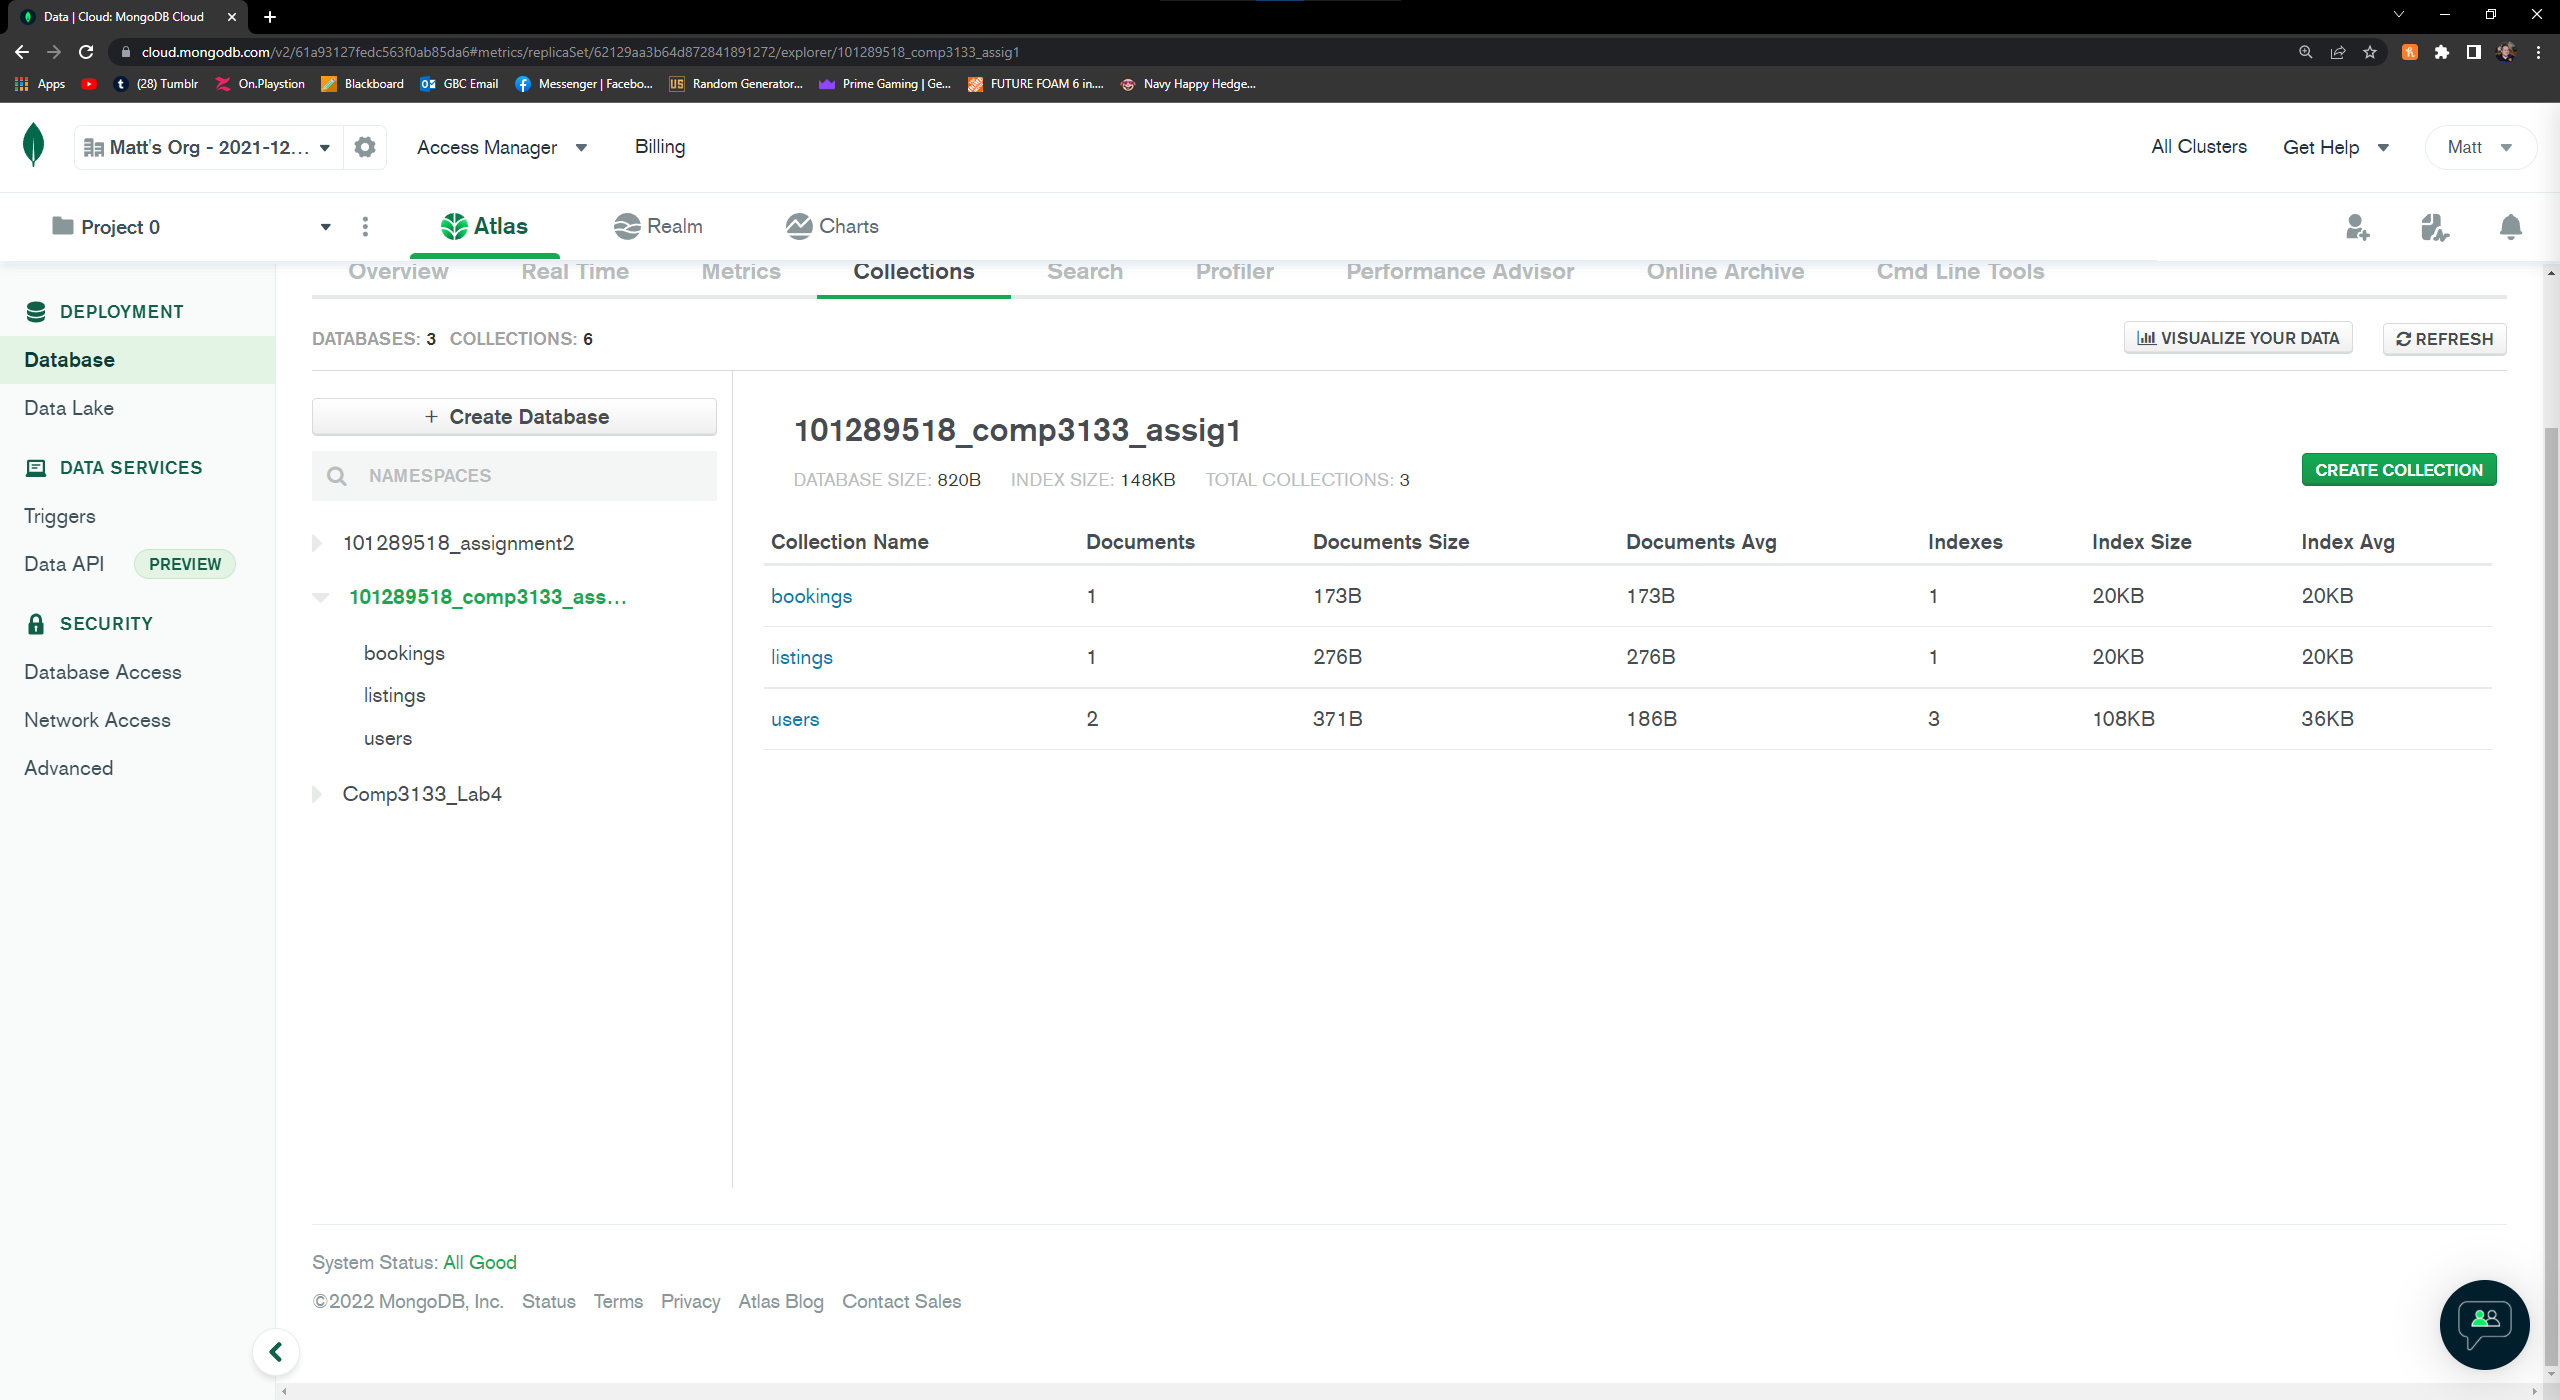 Data | Cloud: MongoDB Cloud
cloud.mongodb.com/v2/61a93127fedc563f0ab85da6#metrics/replicaSet/62129aa3b64d872841891272/explorer/101289518_comp3133_assig1
Apps (28) Tumblr On.Playstion Blackboard GBC Email Messenger | Facebo... Random Generator... Prime Gaming | Ge... FUTURE FOAM 6 in.... Navy Happy Hedge...
Matt's Org - 2021-12... Access Manager Billing All Clusters Get Help Matt
Project 0 Atlas Realm Charts
Overview Real Time Metrics Collections Search Profiler Performance Advisor Online Archive Cmd Line Tools
DEPLOYMENT
Database
Data Lake
DATA SERVICES
Triggers
Data API PREVIEW
SECURITY
Database Access
Network Access
Advanced
DATABASES: 3 COLLECTIONS: 6
VISUALIZE YOUR DATA REFRESH
+ Create Database
NAMESPACES
101289518_assignment2
101289518_comp3133_ass...
bookings
listings
users
Comp3133_Lab4
101289518_comp3133_assig1
DATABASE SIZE: 820B INDEX SIZE: 148KB TOTAL COLLECTIONS: 3
CREATE COLLECTION
Collection Name Documents Documents Size Documents Avg Indexes Index Size Index Avg
bookings 1 173B 173B 1 20KB 20KB
listings 1 276B 276B 1 20KB 20KB
users 2 371B 186B 3 108KB 36KB
System Status: All Good
©2022 MongoDB, Inc. Status Terms Privacy Atlas Blog Contact Sales